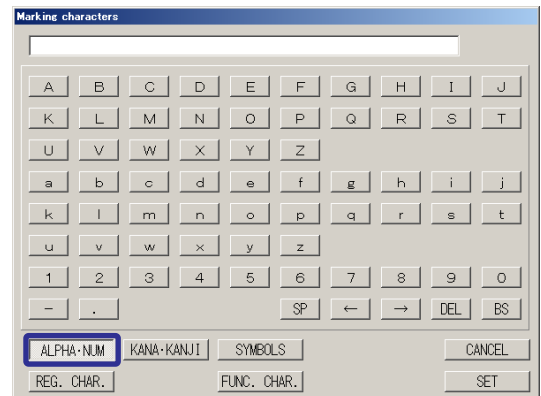 Marking characters
A B C D E F G H I J
K L M N O P Q R S T
U V W X Y Z
a b c d e f g h i j
k l m n o p q r s t
u v w x y z
1 2 3 4 5 6 7 8 9 0
- . SP ← → DEL BS
ALPHA･NUM KANA･KANJI SYMBOLS CANCEL
REG. CHAR. FUNC. CHAR. SET